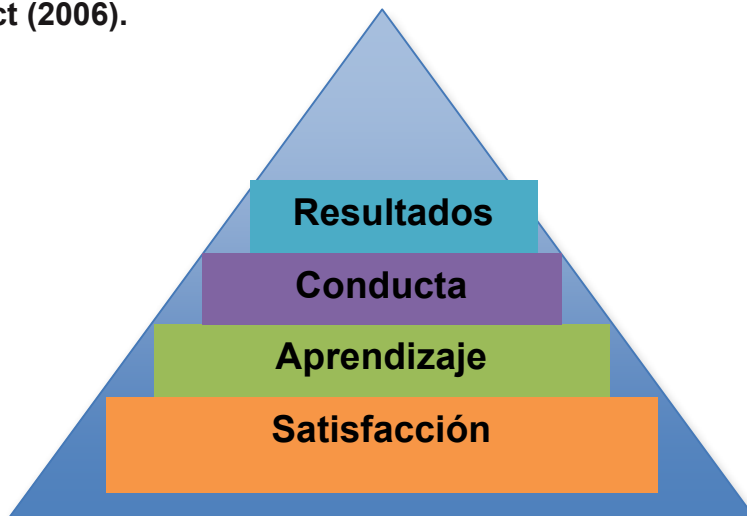 ct (2006).
Resultados
Conducta
Aprendizaje
Satisfacción